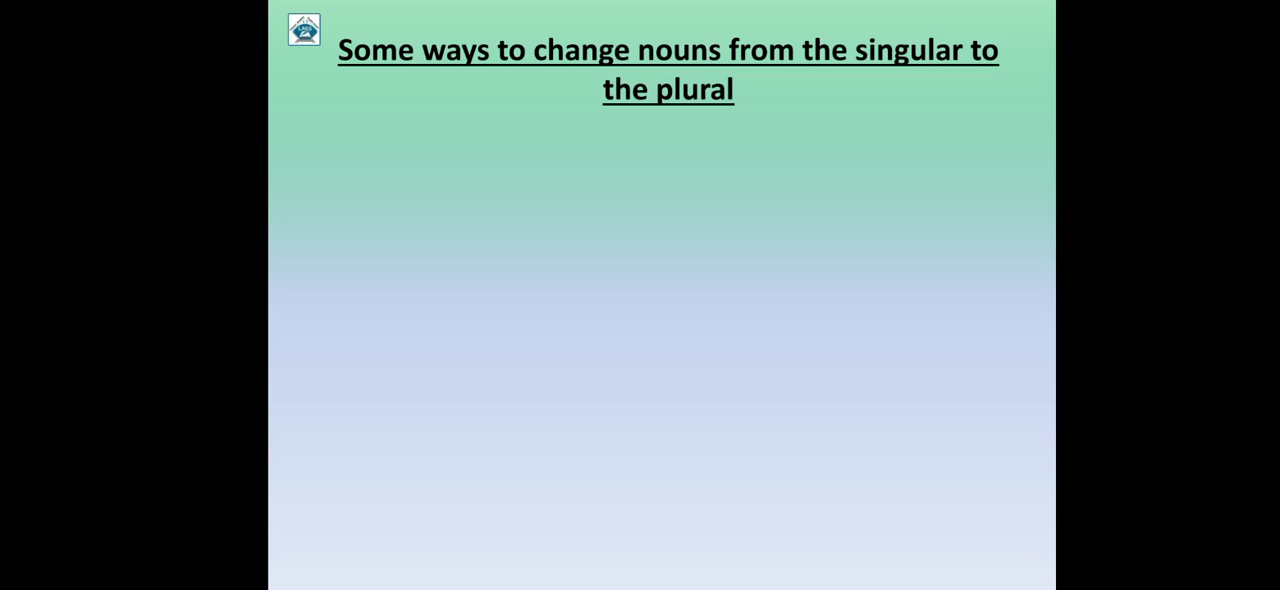 Some ways to change nouns from the singular to
the plural